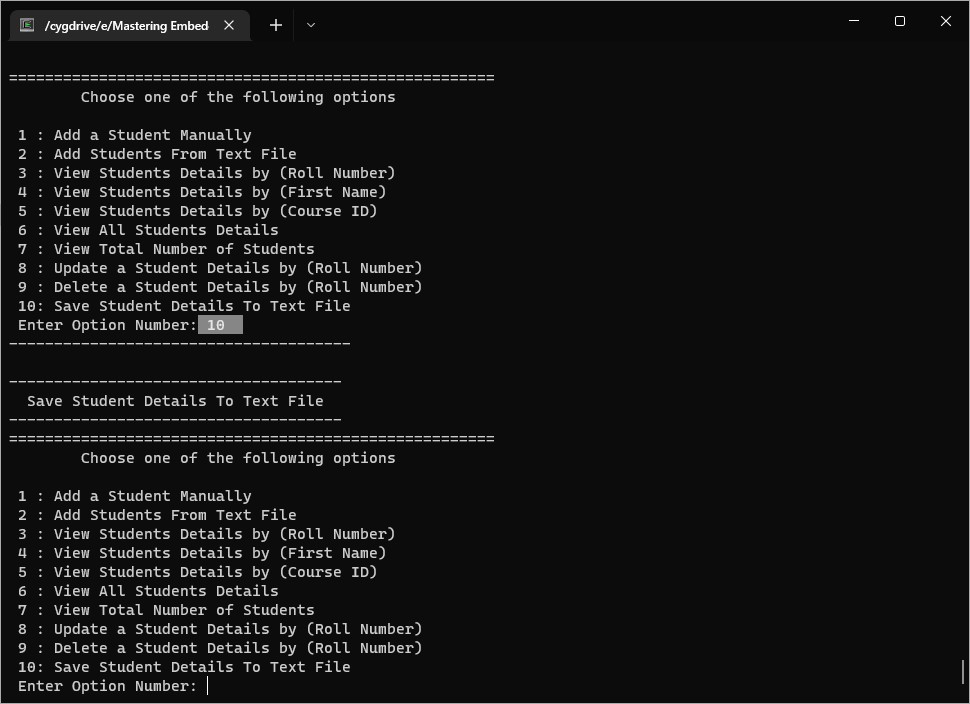 /cygdrive/e/Mastering Embed
======================================================
Choose one of the following options
1 : Add a Student Manually
2 : Add Students From Text File
3 : View Students Details by (Roll Number)
4 : View Students Details by (First Name)
5 : View Students Details by (Course ID)
6 : View All Students Details
7 : View Total Number of Students
8 : Update a Student Details by (Roll Number)
9 : Delete a Student Details by (Roll Number)
10: Save Student Details To Text File
Enter Option Number: 10
--------------------------------------
-------------------------------------
Save Student Details To Text File
-------------------------------------
======================================================
Choose one of the following options
1 : Add a Student Manually
2 : Add Students From Text File
3 : View Students Details by (Roll Number)
4 : View Students Details by (First Name)
5 : View Students Details by (Course ID)
6 : View All Students Details
7 : View Total Number of Students
8 : Update a Student Details by (Roll Number)
9 : Delete a Student Details by (Roll Number)
10: Save Student Details To Text File
Enter Option Number: